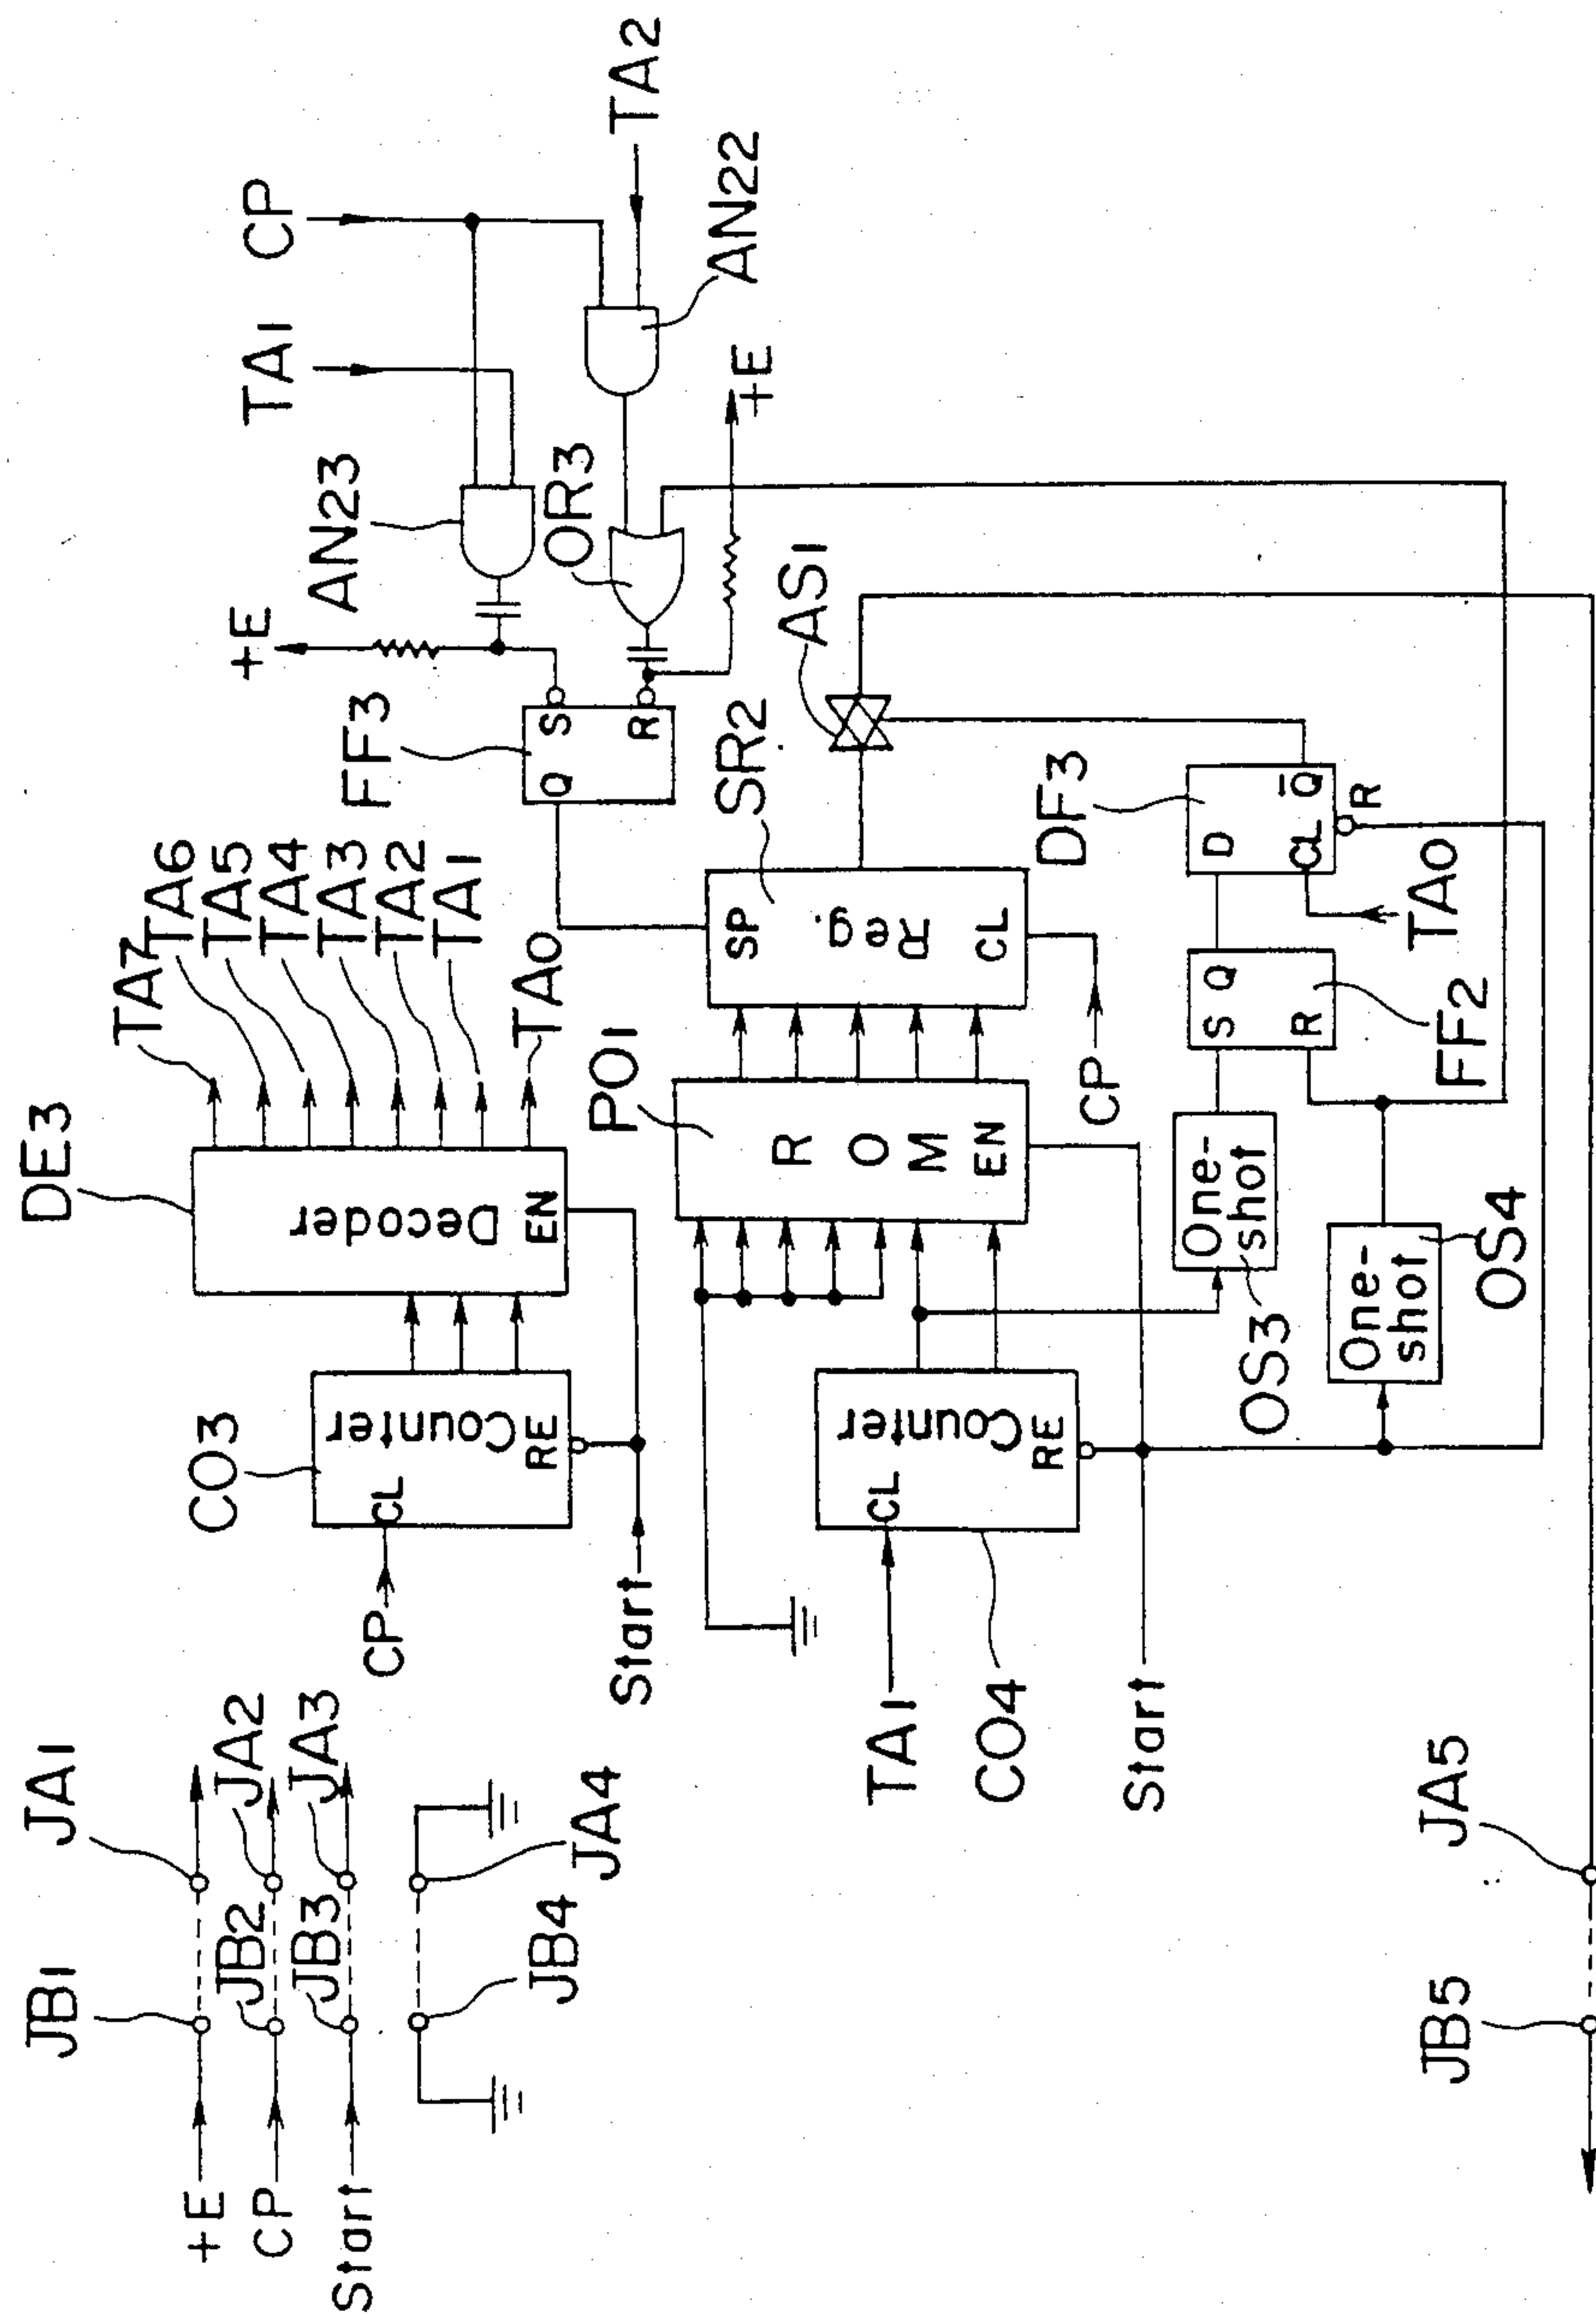 JB1
JA1
+E
CP
JB2
JA2
Start
JB3
JA3
JB4
JA4
CO3
CP
CL
Counter
RE
Start
DE3
Decoder
EN
TA7
TA6
TA5
TA4
TA3
TA2
TA1
TA0
FF3
Q
S
R
+E
AN23
TA1
CP
OR3
AN22
TA2
+E
TA1
CL
Counter
RE
CO4
Start
PO1
R O M
EN
SP
Reg.
CL
SR2
CP
AS1
OS3
One-
shot
One-
shot
OS4
S
Q
R
FF2
DF3
D
Q̅
CL
R
TA0
JB5
JA5